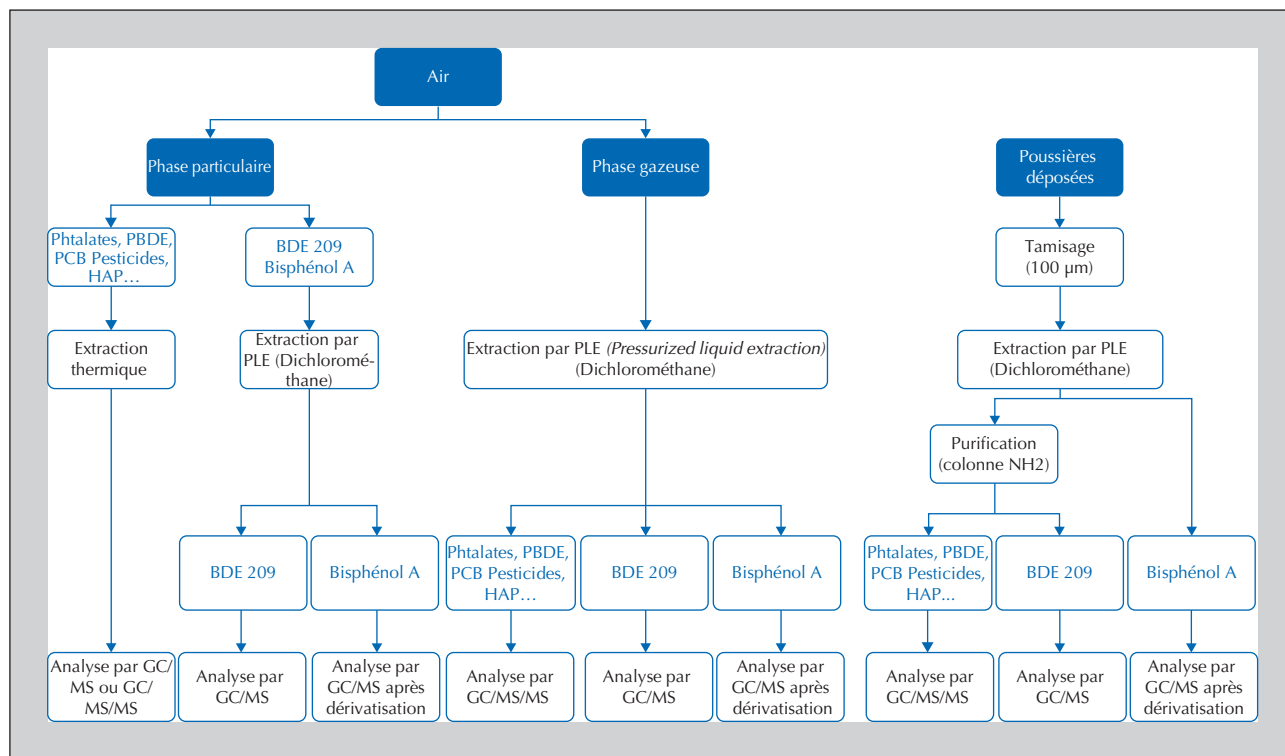 Air
Phase particulaire
Phase gazeuse
Poussières
déposées
Phtalates, PBDE,
PCB Pesticides,
HAP…
BDE 209
Bisphénol A
Tamisage
(100 µm)
Extraction
thermique
Extraction par
PLE (Dichloromé-
thane)
Extraction par PLE (Pressurized liquid extraction)
(Dichlorométhane)
Extraction par PLE
(Dichlorométhane)
Purification
(colonne NH2)
BDE 209
Bisphénol A
Phtalates, PBDE,
PCB Pesticides,
HAP…
BDE 209
Bisphénol A
Phtalates, PBDE,
PCB Pesticides,
HAP...
BDE 209
Bisphénol A
Analyse par GC/
MS ou GC/
MS/MS
Analyse par
GC/MS
Analyse par
GC/MS après
dérivatisation
Analyse par
GC/MS/MS
Analyse par
GC/MS
Analyse par
GC/MS après
dérivatisation
Analyse par
GC/MS/MS
Analyse par
GC/MS
Analyse par
GC/MS après
dérivatisation